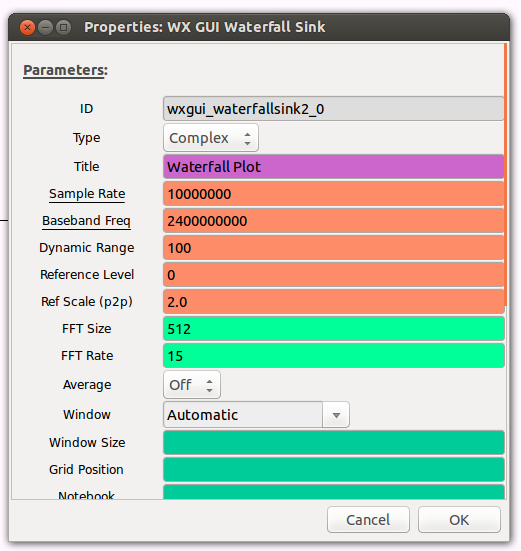 Properties: WX GUI Waterfall Sink
Parameters:
ID wxgui_waterfallsink2_0
Type Complex
Title Waterfall Plot
Sample Rate 10000000
Baseband Freq 2400000000
Dynamic Range 100
Reference Level 0
Ref Scale (p2p) 2.0
FFT Size 512
FFT Rate 15
Average Off
Window Automatic
Window Size
Grid Position
Notebook
Cancel OK